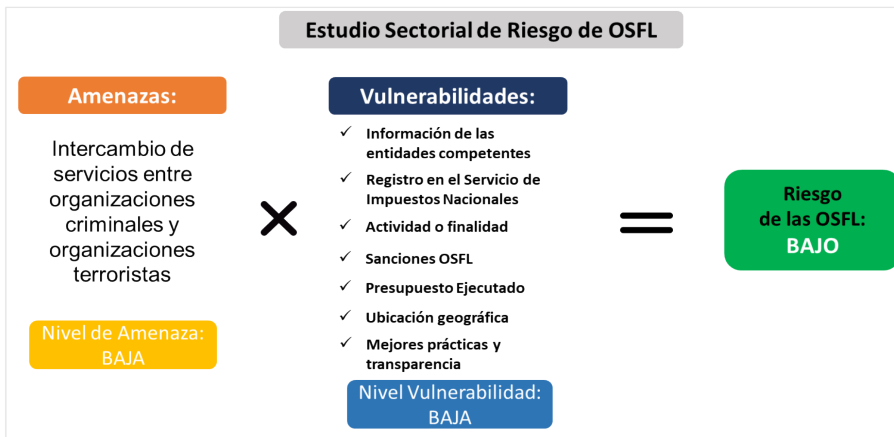 Estudio Sectorial de Riesgo de OSFL
Amenazas:
Intercambio de
servicios entre
organizaciones
criminales y
organizaciones
terroristas
Nivel de Amenaza:
BAJA
Vulnerabilidades:
✓ Información de las
entidades competentes
✓ Registro en el Servicio de
Impuestos Nacionales
✓ Actividad o finalidad
✓ Sanciones OSFL
✓ Presupuesto Ejecutado
✓ Ubicación geográfica
✓ Mejores prácticas y
transparencia
Nivel Vulnerabilidad:
BAJA
Riesgo
de las OSFL:
BAJO